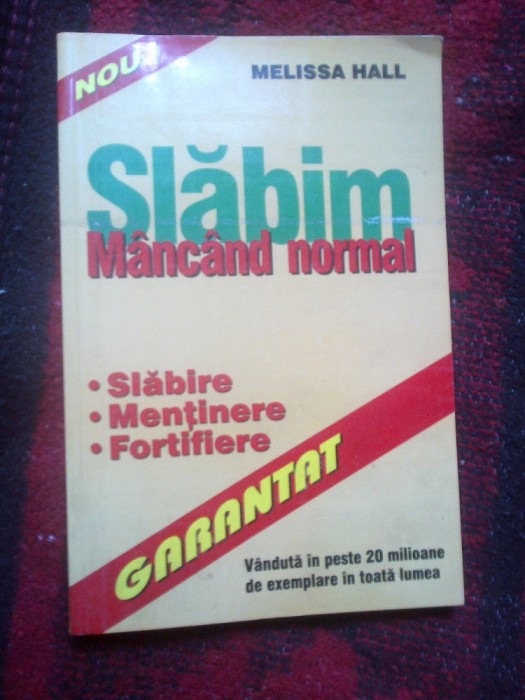 NOU!
MELISSA HALL
Slăbim
Mâncând normal
• Slăbire
• Menținere
• Fortifiere
GARANTAT
Vândută în peste 20 milioane
de exemplare în toată lumea